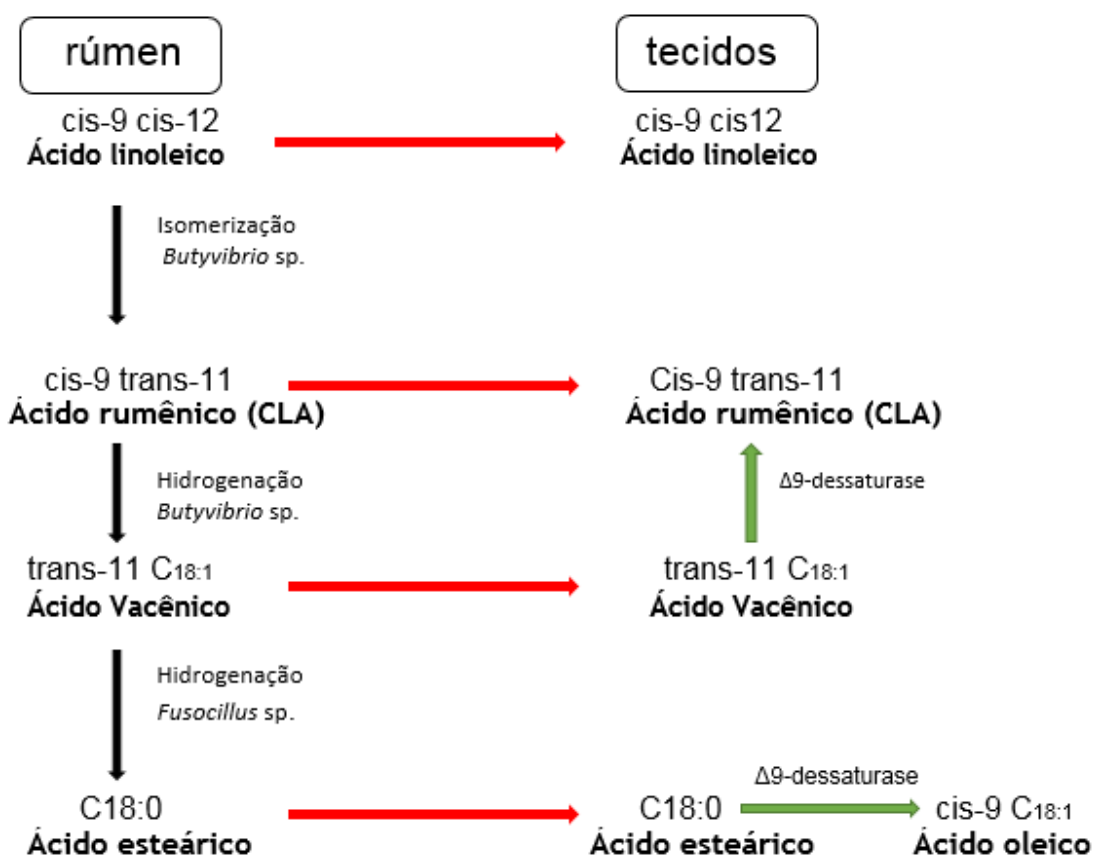 rúmen
tecidos
cis-9 cis-12
Ácido linoleico
cis-9 cis12
Ácido linoleico
Isomerização
Butyvibrio sp.
cis-9 trans-11
Ácido rumênico (CLA)
Cis-9 trans-11
Ácido rumênico (CLA)
Hidrogenação
Butyvibrio sp.
Δ9-dessaturase
trans-11 C18:1
Ácido Vacênico
trans-11 C18:1
Ácido Vacênico
Hidrogenação
Fusocillus sp.
Δ9-dessaturase
C18:0
Ácido esteárico
C18:0
Ácido esteárico
cis-9 C18:1
Ácido oleico